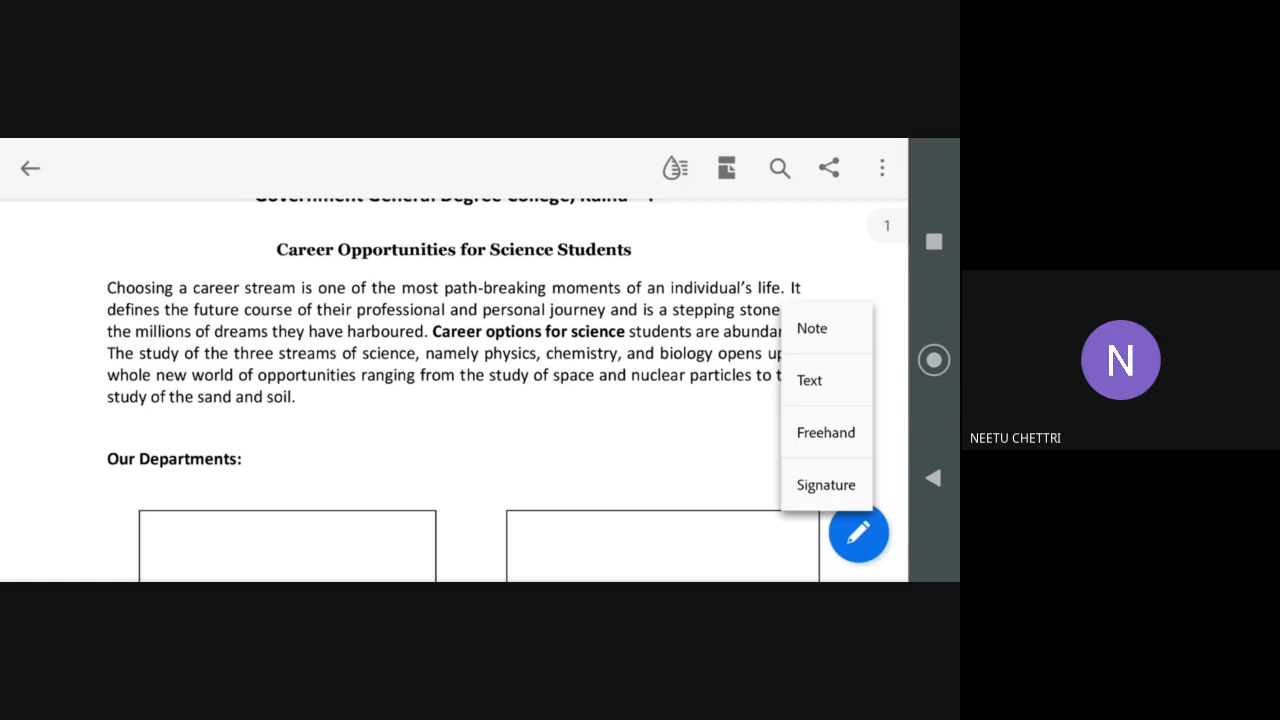 Government General Degree College,
1
Career Opportunities for Science Students
Choosing a career stream is one of the most path-breaking moments of an individual’s life. It
defines the future course of their professional and personal journey and is a stepping stone
the millions of dreams they have harboured. Career options for science students are
The study of the three streams of science, namely physics, chemistry, and biology opens
whole new world of opportunities ranging from the study of space and nuclear particles to
study of the sand and soil.
Note
Text
Freehand
Signature
Our Departments:
N
NEETU CHETTRI